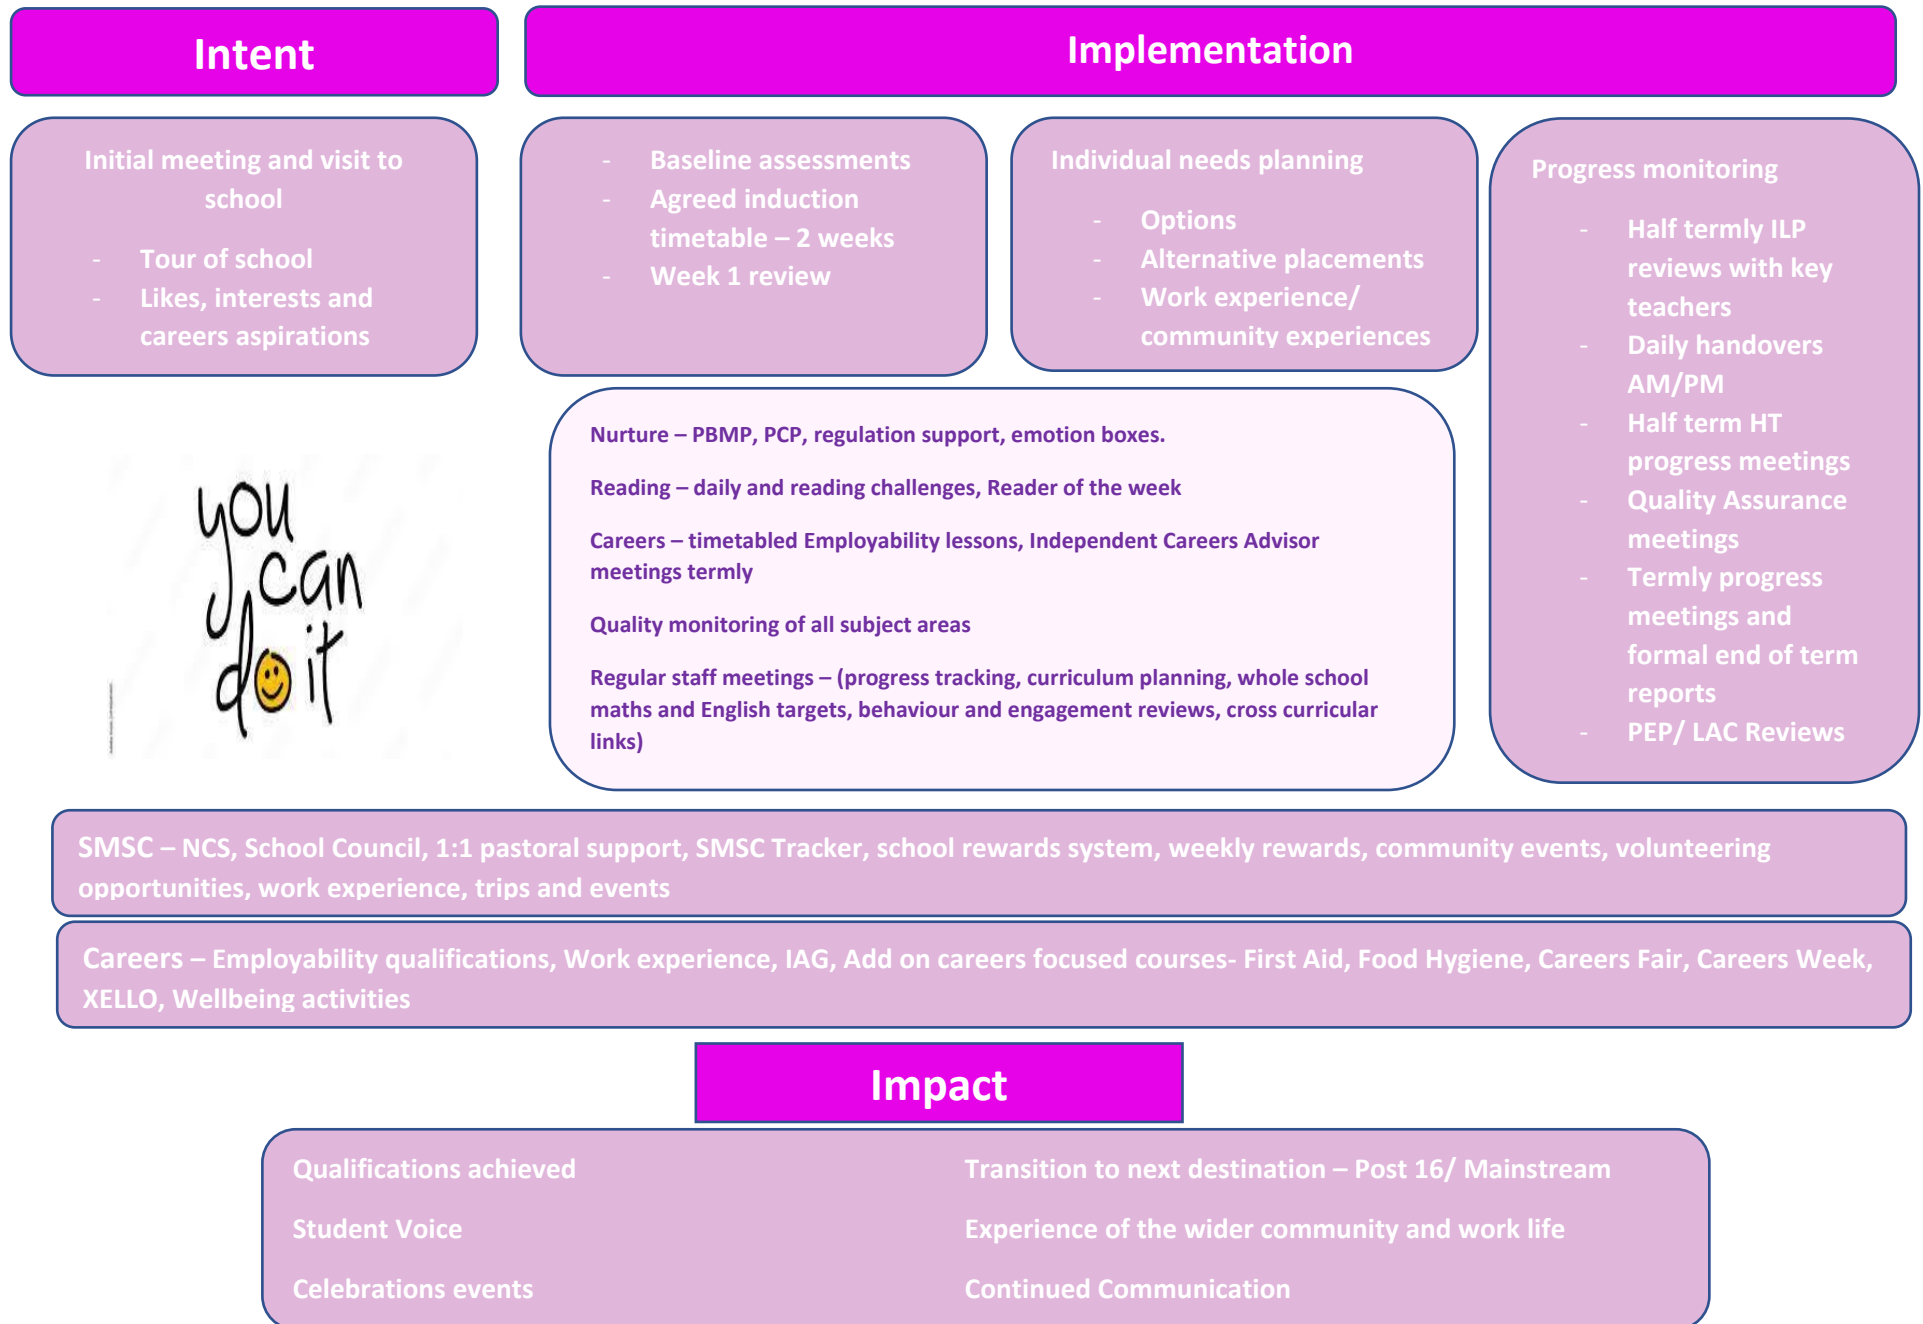 Intent
Implementation
Initial meeting and visit to
school
- Tour of school
- Likes, interests and
careers aspirations
- Baseline assessments
- Agreed induction
timetable – 2 weeks
- Week 1 review
Individual needs planning
- Options
- Alternative placements
- Work experience/
community experiences
Progress monitoring
- Half termly ILP
reviews with key
teachers
- Daily handovers
AM/PM
- Half term HT
progress meetings
- Quality Assurance
meetings
- Termly progress
meetings and
formal end of term
reports
- PEP/ LAC Reviews
you
can
do it
Nurture – PBMP, PCP, regulation support, emotion boxes.
Reading – daily and reading challenges, Reader of the week
Careers – timetabled Employability lessons, Independent Careers Advisor
meetings termly
Quality monitoring of all subject areas
Regular staff meetings – (progress tracking, curriculum planning, whole school
maths and English targets, behaviour and engagement reviews, cross curricular
links)
SMSC – NCS, School Council, 1:1 pastoral support, SMSC Tracker, school rewards system, weekly rewards, community events, volunteering
opportunities, work experience, trips and events
Careers – Employability qualifications, Work experience, IAG, Add on careers focused courses- First Aid, Food Hygiene, Careers Fair, Careers Week,
XELLO, Wellbeing activities
Impact
Qualifications achieved
Transition to next destination – Post 16/ Mainstream
Student Voice
Experience of the wider community and work life
Celebrations events
Continued Communication